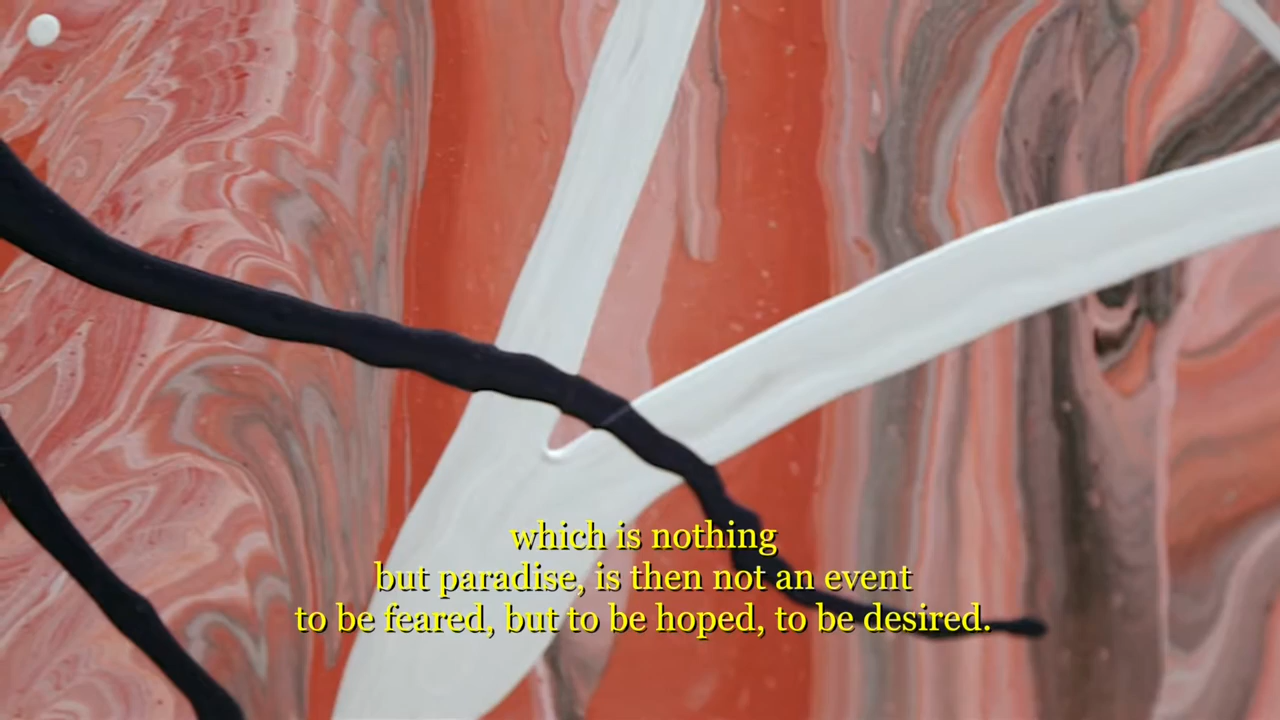 which is nothing
but paradise, is then not an event
to be feared, but to be hoped, to be desired.